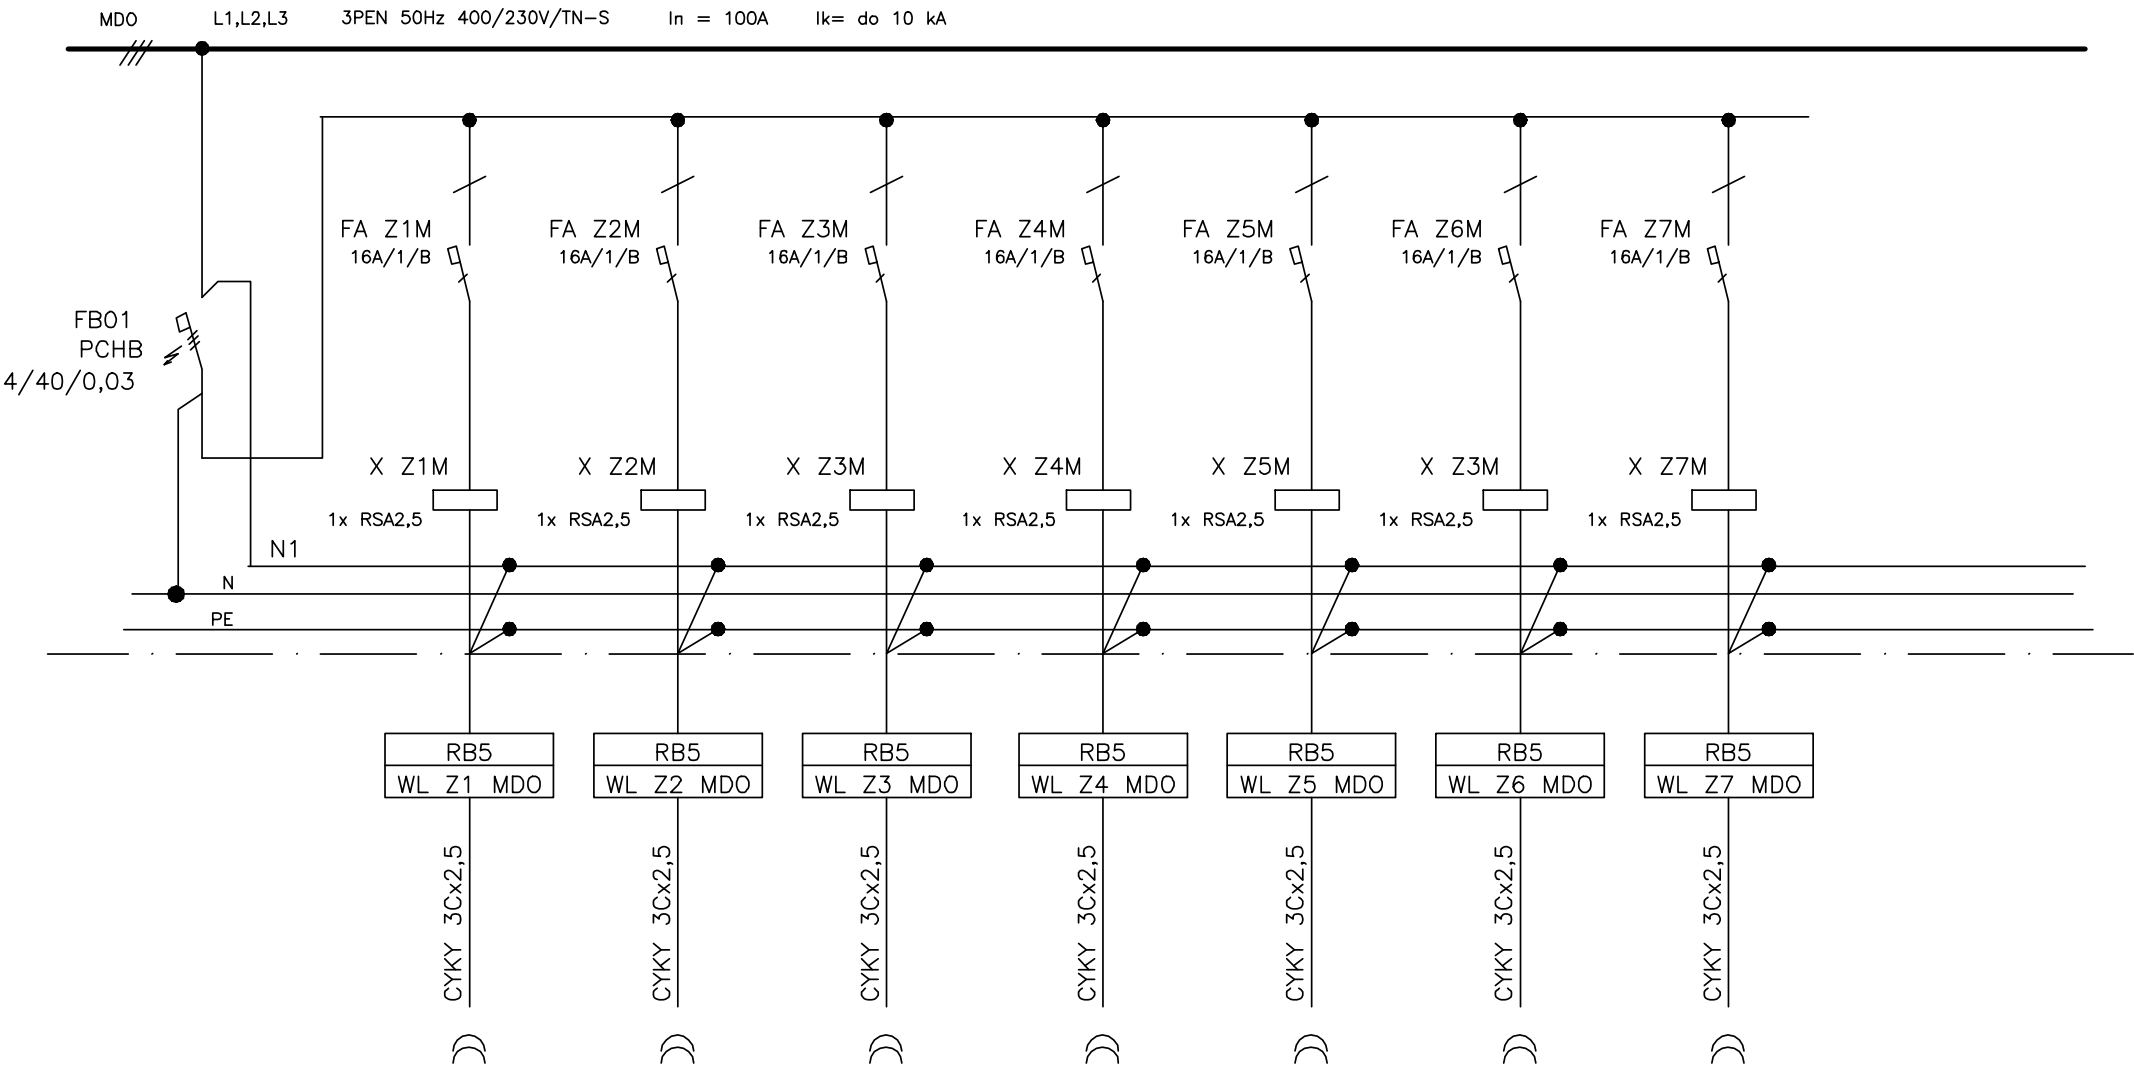 MDO L1,L2,L3 3PEN 50Hz 400/230V/TN-S In = 100A Ik= do 10 kA
FA Z1M FA Z2M FA Z3M FA Z4M FA Z5M FA Z6M FA Z7M
16A/1/B 16A/1/B 16A/1/B 16A/1/B 16A/1/B 16A/1/B 16A/1/B
FB01
PCHB
4/40/0,03
X Z1M X Z2M X Z3M X Z4M X Z5M X Z3M X Z7M
1x RSA2,5 1x RSA2,5 1x RSA2,5 1x RSA2,5 1x RSA2,5 1x RSA2,5 1x RSA2,5
N1
N
PE
RB5 RB5 RB5 RB5 RB5 RB5 RB5
WL Z1 MDO WL Z2 MDO WL Z3 MDO WL Z4 MDO WL Z5 MDO WL Z6 MDO WL Z7 MDO
CYKY 3Cx2,5
CYKY 3Cx2,5
CYKY 3Cx2,5
CYKY 3Cx2,5
CYKY 3Cx2,5
CYKY 3Cx2,5
CYKY 3Cx2,5